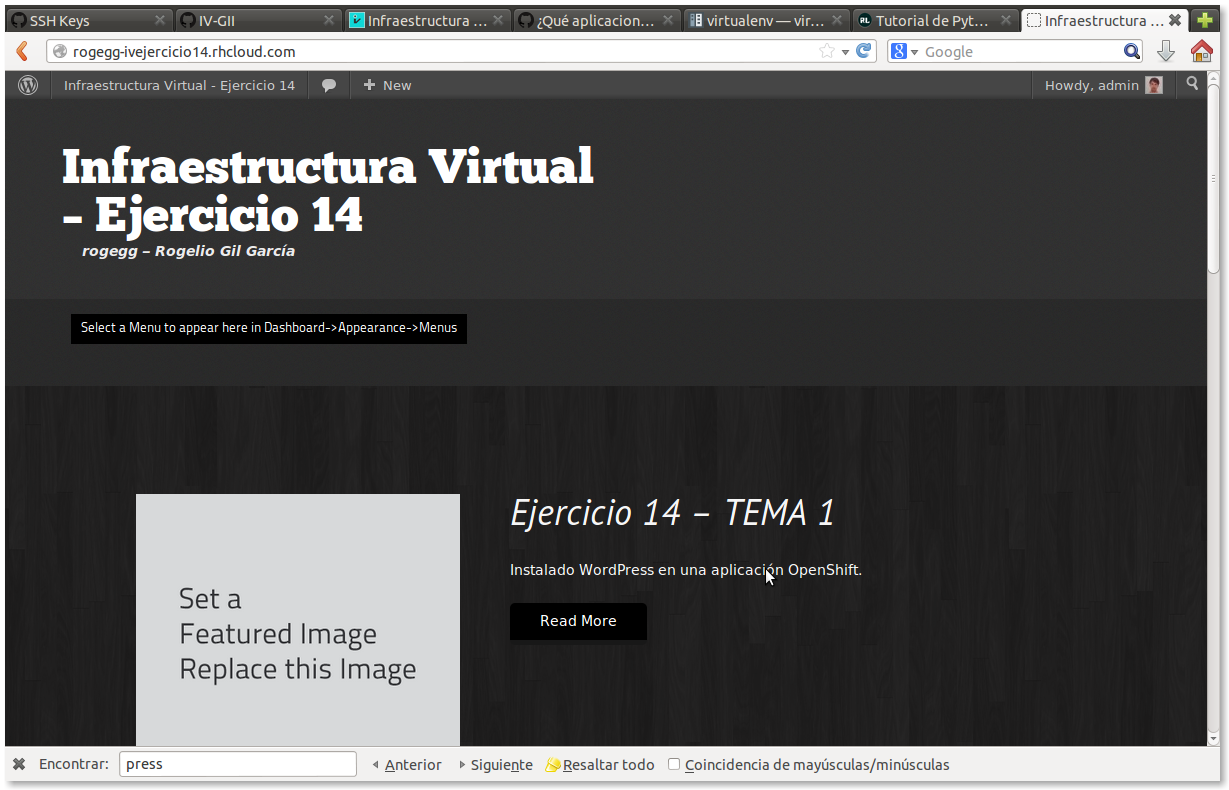 SSH Keys
IV-GII
Infraestructura ...
¿Qué aplicacion...
virtualenv — vir...
Tutorial de Pyt...
Infraestructura ...
rogegg-ivejercicio14.rhcloud.com
Google
Infraestructura Virtual - Ejercicio 14
New
Howdy, admin
Infraestructura Virtual
– Ejercicio 14
rogegg – Rogelio Gil García
Select a Menu to appear here in Dashboard->Appearance->Menus
Ejercicio 14 – TEMA 1
Instalado WordPress en una aplicación OpenShift.
Read More
Set a
Featured Image
Replace this Image
Encontrar: press Anterior Siguiente Resaltar todo Coincidencia de mayúsculas/minúsculas